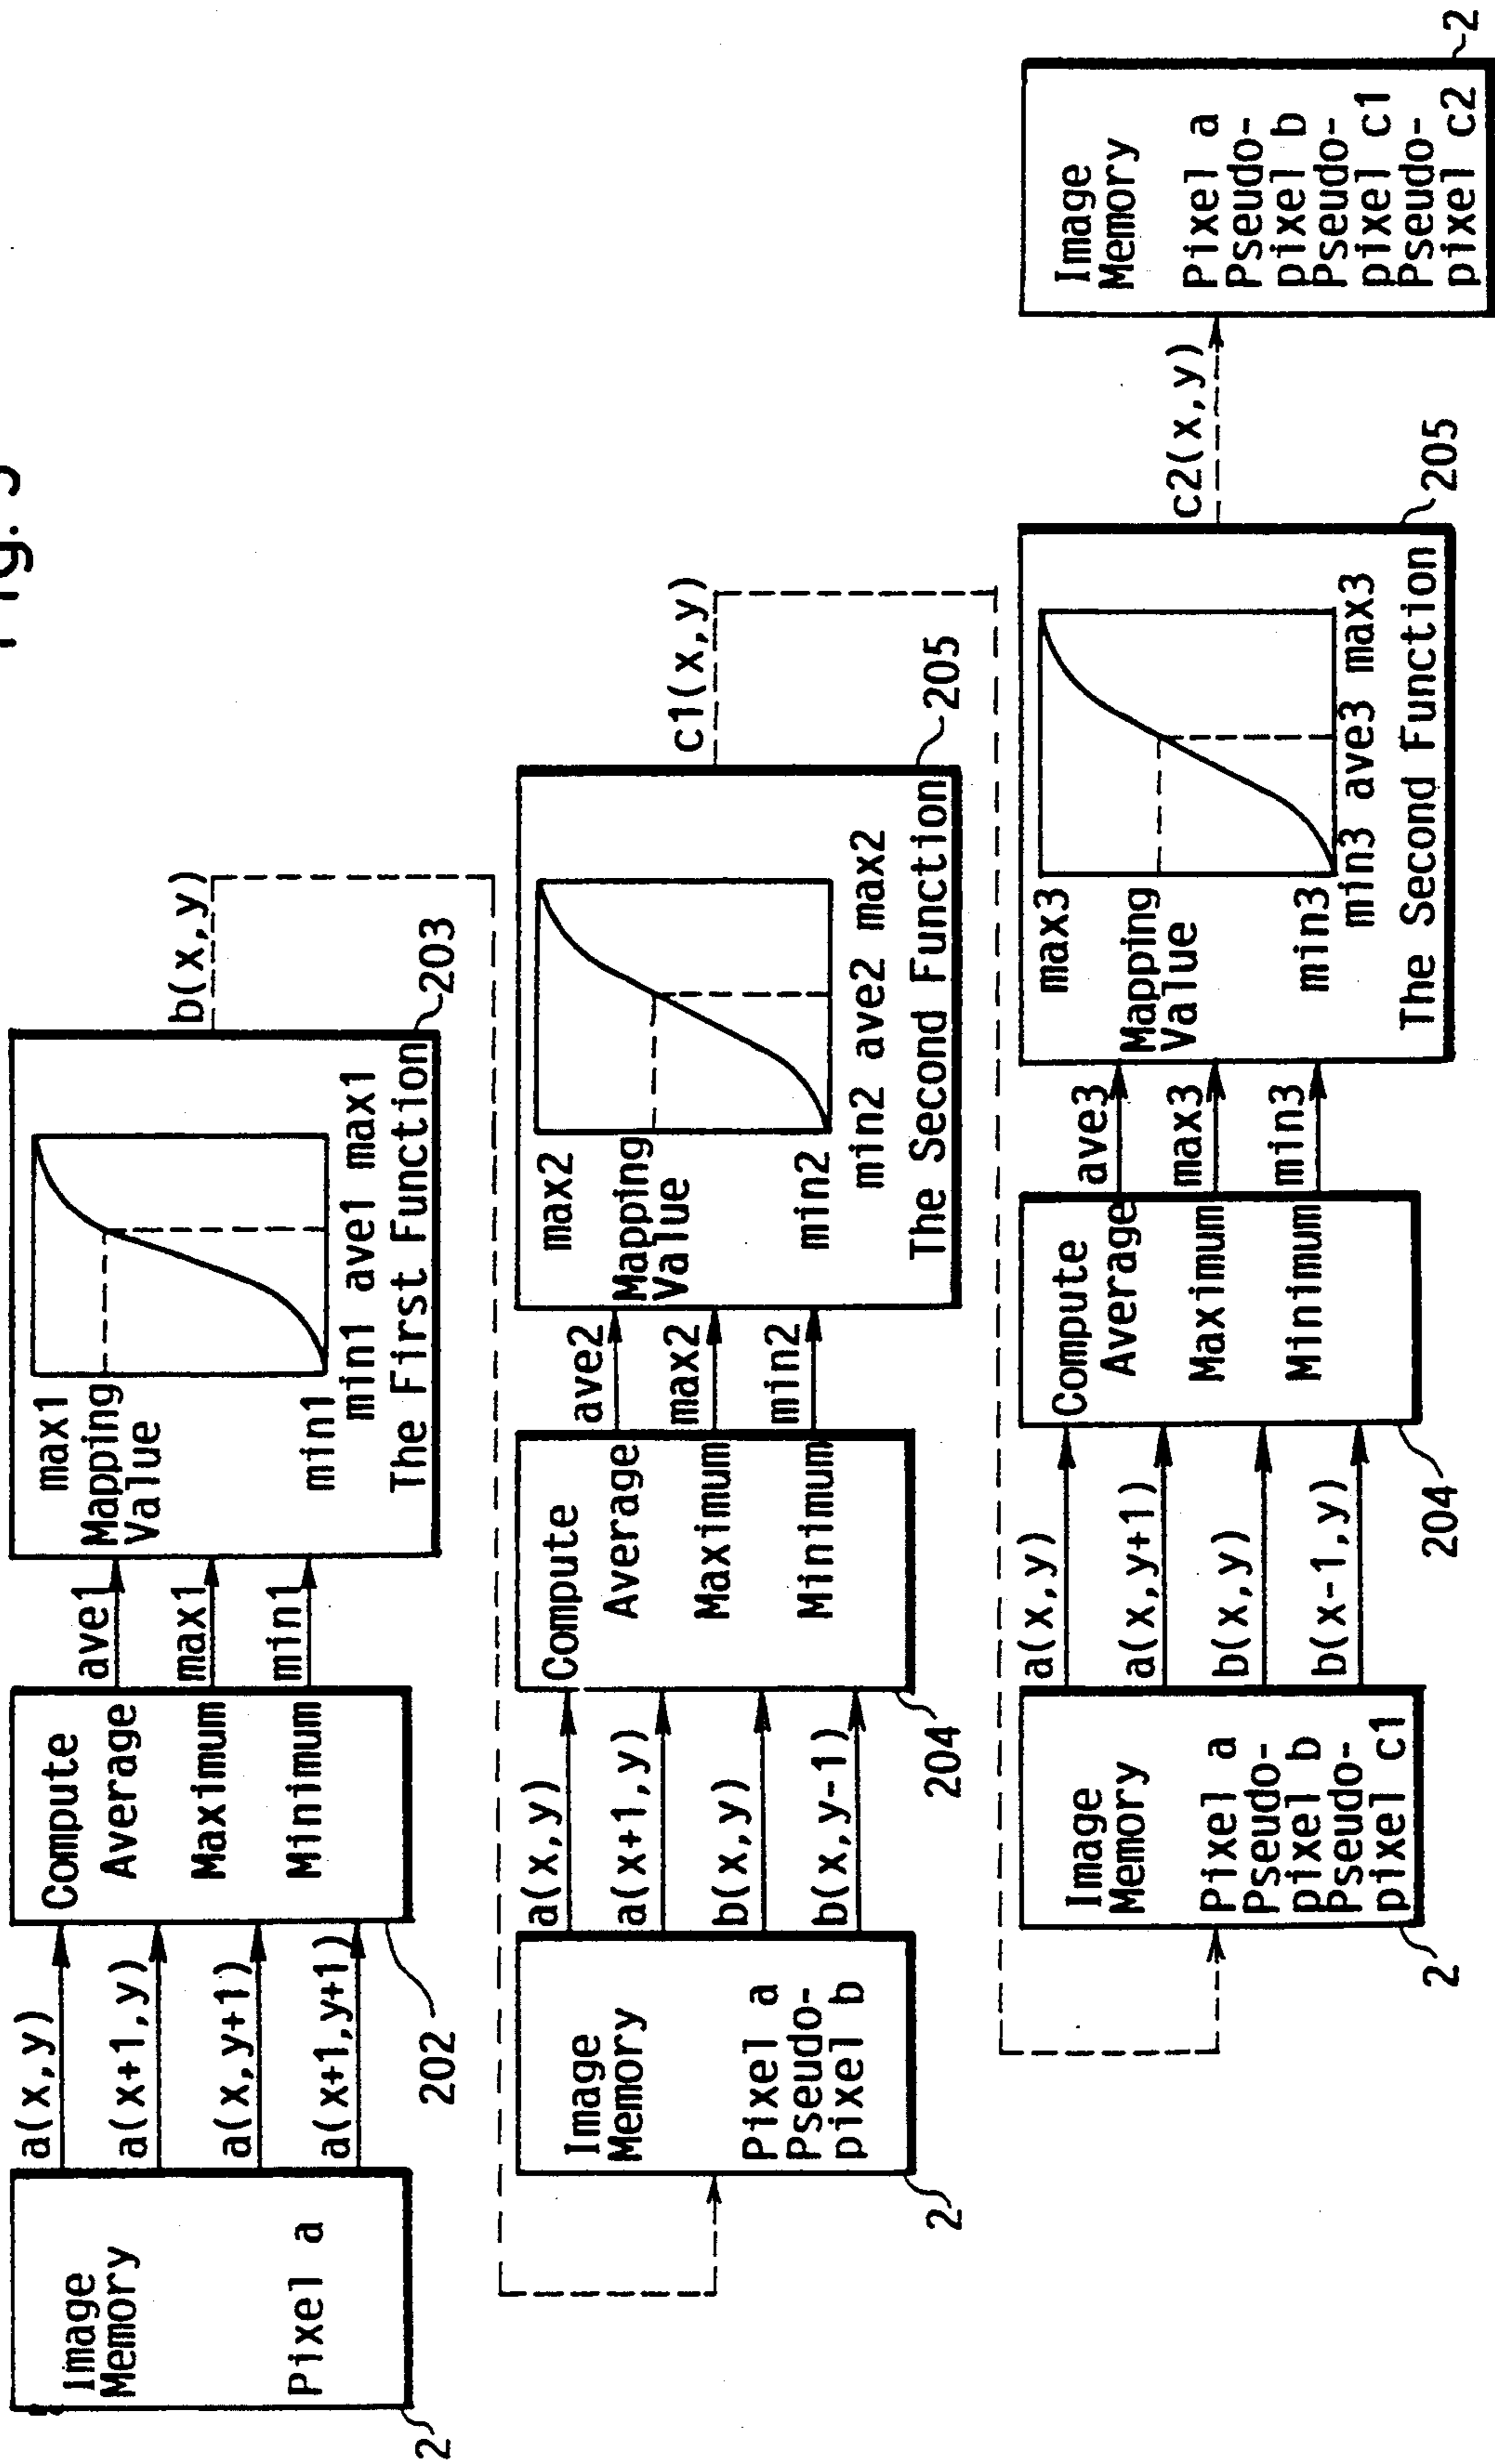 Fig. 5
Image
Memory
Pixel a
2
a(x,y)
a(x+1,y)
a(x,y+1)
a(x+1,y+1)
Compute
Average
Maximum
Minimum
202
ave1
max1
min1
max1
Mapping
Value
min1
min1 ave1 max1
The First Function
203
b(x,y)
Image
Memory
Pixel a
Pseudo-
pixel b
2
a(x,y)
a(x+1,y)
b(x,y)
b(x,y-1)
Compute
Average
Maximum
Minimum
204
ave2
max2
min2
max2
Mapping
Value
min2
min2 ave2 max2
The Second Function
205
c1(x,y)
Image
Memory
Pixel a
Pseudo-
pixel b
Pseudo-
pixel c1
2
a(x,y)
a(x,y+1)
b(x,y)
b(x-1,y)
Compute
Average
Maximum
Minimum
204
ave3
max3
min3
max3
Mapping
Value
min3
min3 ave3 max3
The Second Function
205
c2(x,y)
Image
Memory
Pixel a
Pseudo-
pixel b
Pseudo-
pixel c1
Pseudo-
pixel c2
2